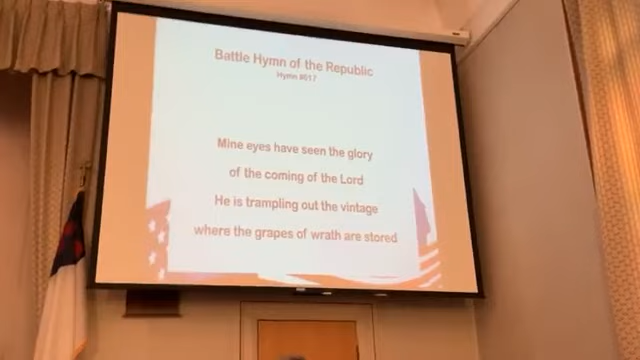 Battle Hymn of the Republic
Hymn #017
Mine eyes have seen the glory
of the coming of the Lord
He is trampling out the vintage
where the grapes of wrath are stored